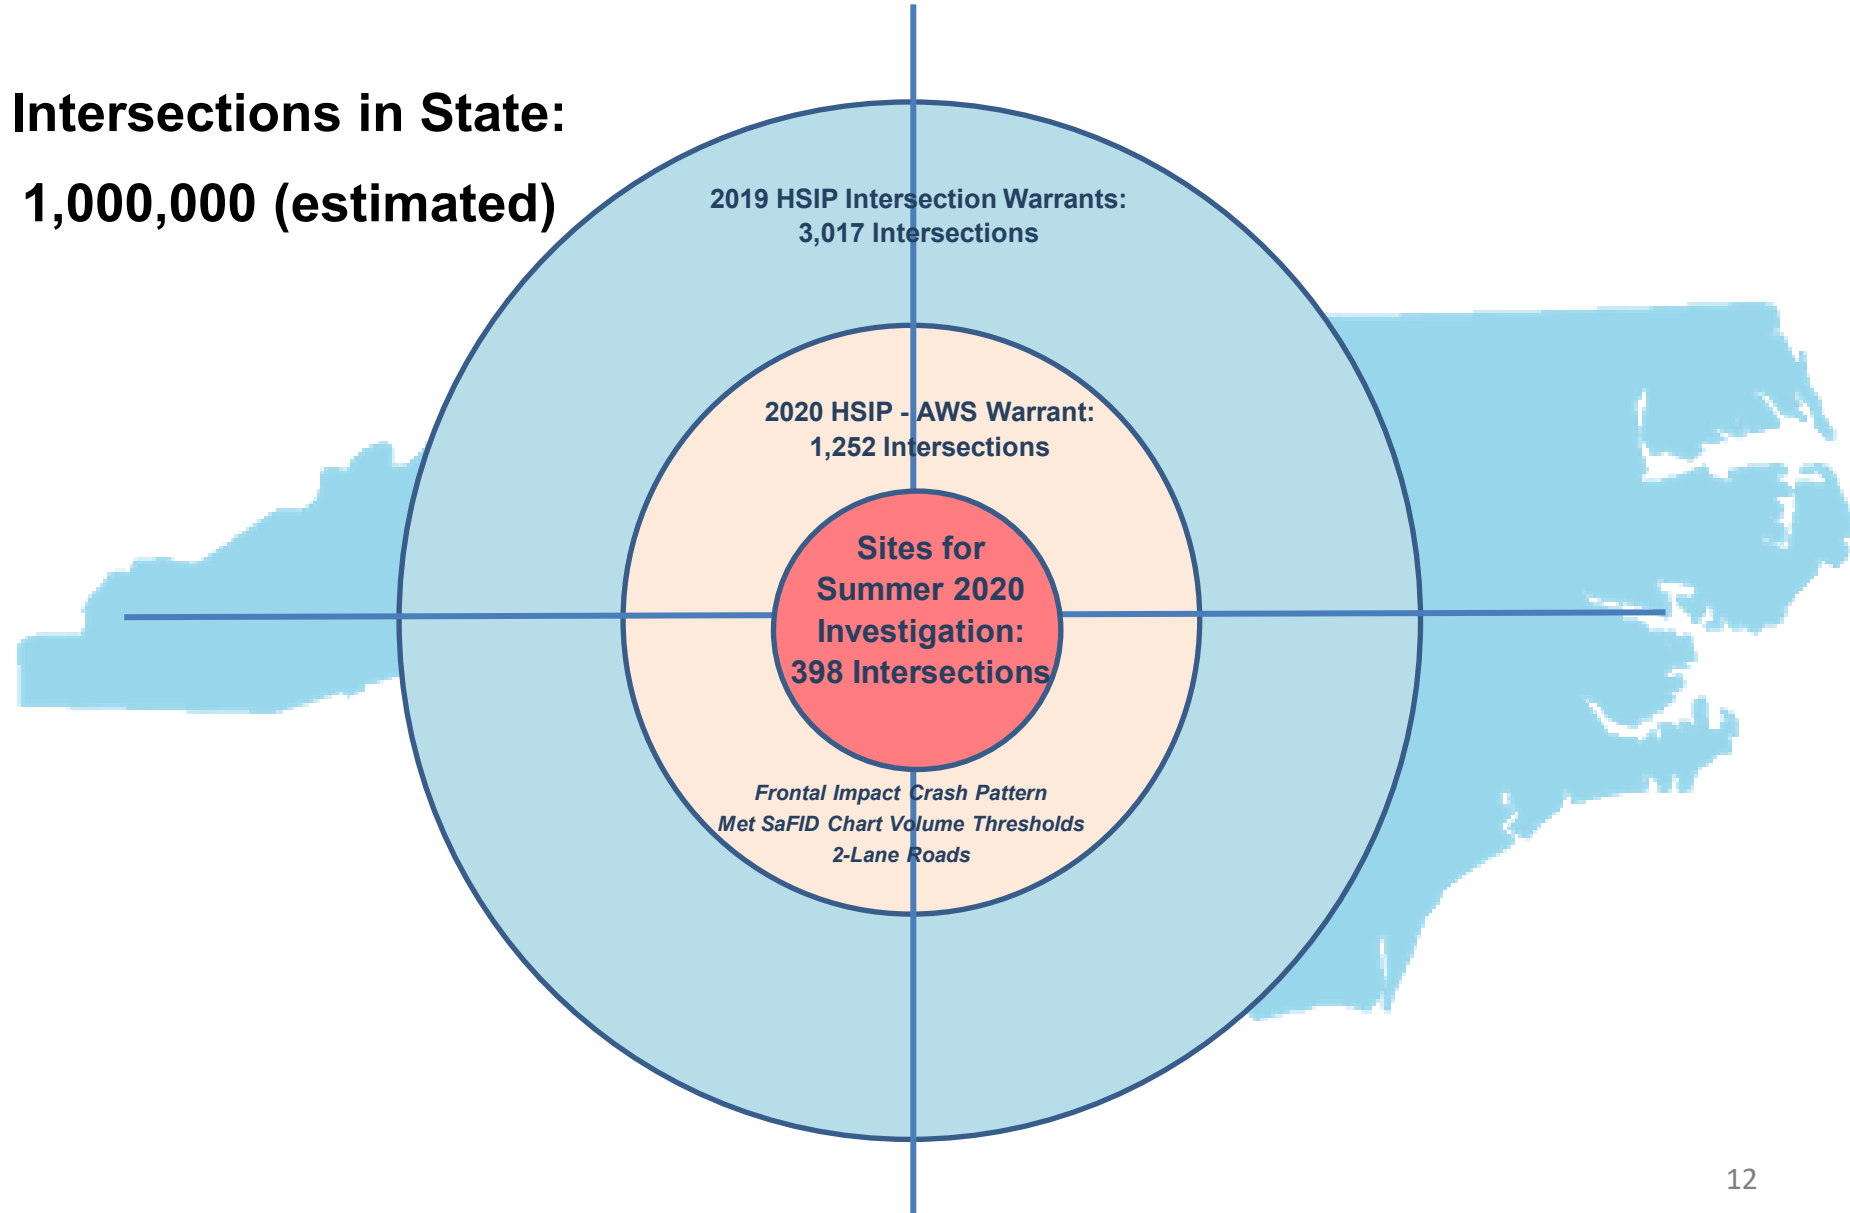 Intersections in State:
1,000,000 (estimated)
2019 HSIP Intersection Warrants:
3,017 Intersections
2020 HSIP - AWS Warrant:
1,252 Intersections
Sites for
Summer 2020
Investigation:
398 Intersections
Frontal Impact Crash Pattern
Met SaFID Chart Volume Thresholds
2-Lane Roads
12